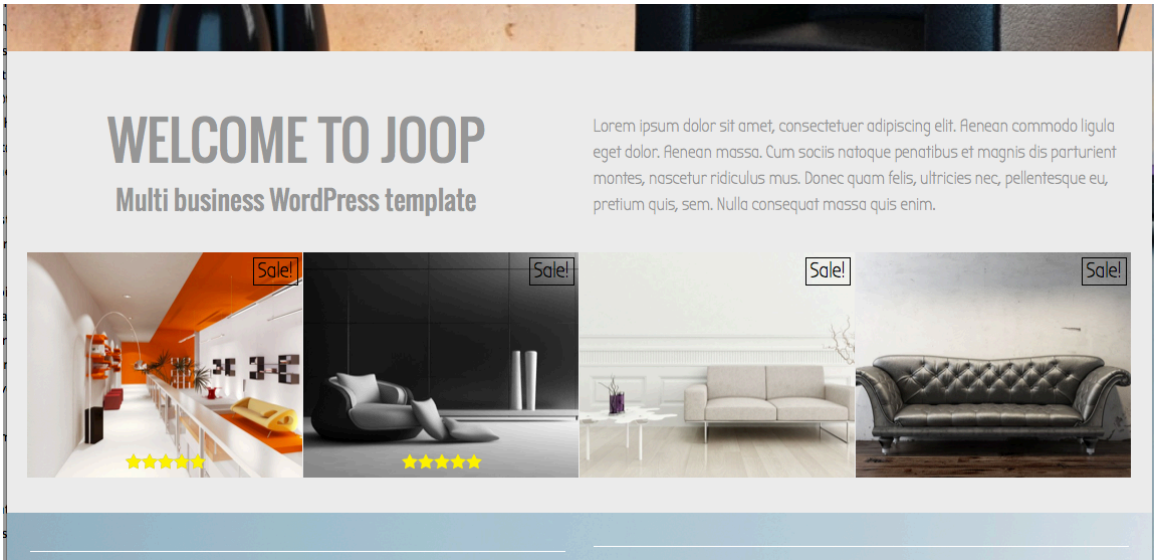 WELCOME TO JOOP
Multi business WordPress template
Lorem ipsum dolor sit amet, consectetuer adipiscing elit. Aenean commodo ligula
eget dolor. Aenean massa. Cum sociis natoque penatibus et magnis dis parturient
montes, nascetur ridiculus mus. Donec quam felis, ultricies nec, pellentesque eu,
pretium quis, sem. Nulla consequat massa quis enim.
Sale!
Sale!
Sale!
Sale!